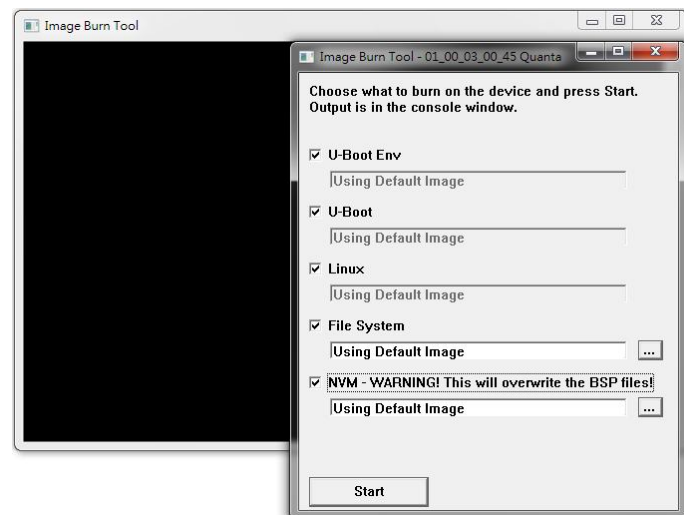 Image Burn Tool
Image Burn Tool - 01_00_03_00_45 Quanta
Choose what to burn on the device and press Start.
Output is in the console window.
U-Boot Env
Using Default Image
U-Boot
Using Default Image
Linux
Using Default Image
File System
Using Default Image
...
NVM - WARNING! This will overwrite the BSP files!
Using Default Image
...
Start